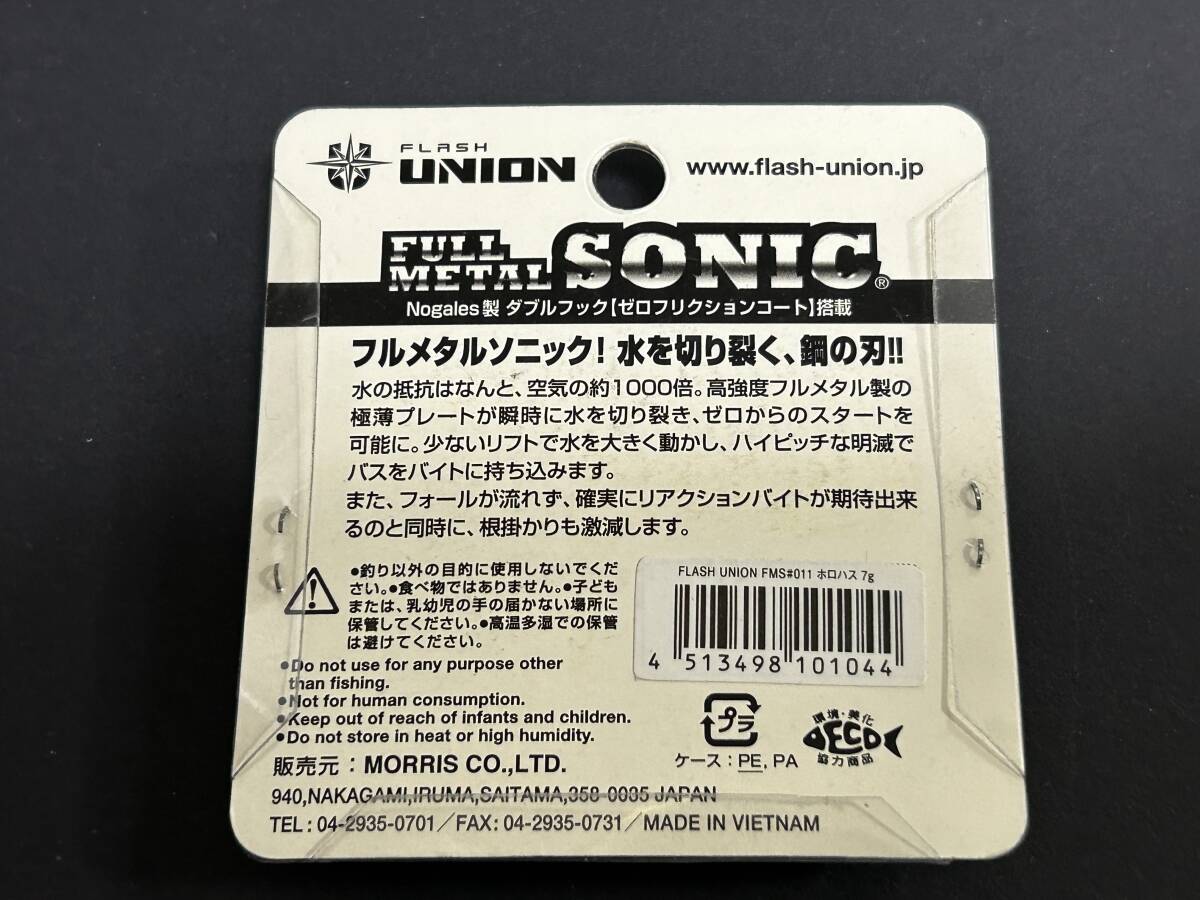 FLASH
UNION
www.flash-union.jp
FULL
METAL SONIC®
Nogales製 ダブルフック【ゼロフリクションコート】搭載
フルメタルソニック! 水を切り裂く、鋼の刃!!
水の抵抗はなんと、空気の約1000倍。高強度フルメタル製の
極薄プレートが瞬時に水を切り裂き、ゼロからのスタートを
可能に。少ないリフトで水を大きく動かし、ハイピッチな明滅で
バスをバイトに持ち込みます。
また、フォールが流れず、確実にリアクションバイトが期待出来
るのと同時に、根掛かりも激減します。
●釣り以外の目的に使用しないでくだ
さい。●食べ物ではありません。●子ども
または、乳幼児の手の届かない場所に
保管してください。●高温多湿での保管
は避けてください。
●Do not use for any purpose other
than fishing.
●Not for human consumption.
●Keep out of reach of infants and children.
●Do not store in heat or high humidity.
FLASH UNION FMS#011 ホロハス 7g
4 513498 101044
プラ
ケース:PE, PA
環境・美化
ECO
協力商品
販売元:MORRIS CO.,LTD.
940,NAKAGAMI,IRUMA,SAITAMA,358-0035 JAPAN
TEL:04-2935-0701/FAX:04-2935-0731/MADE IN VIETNAM